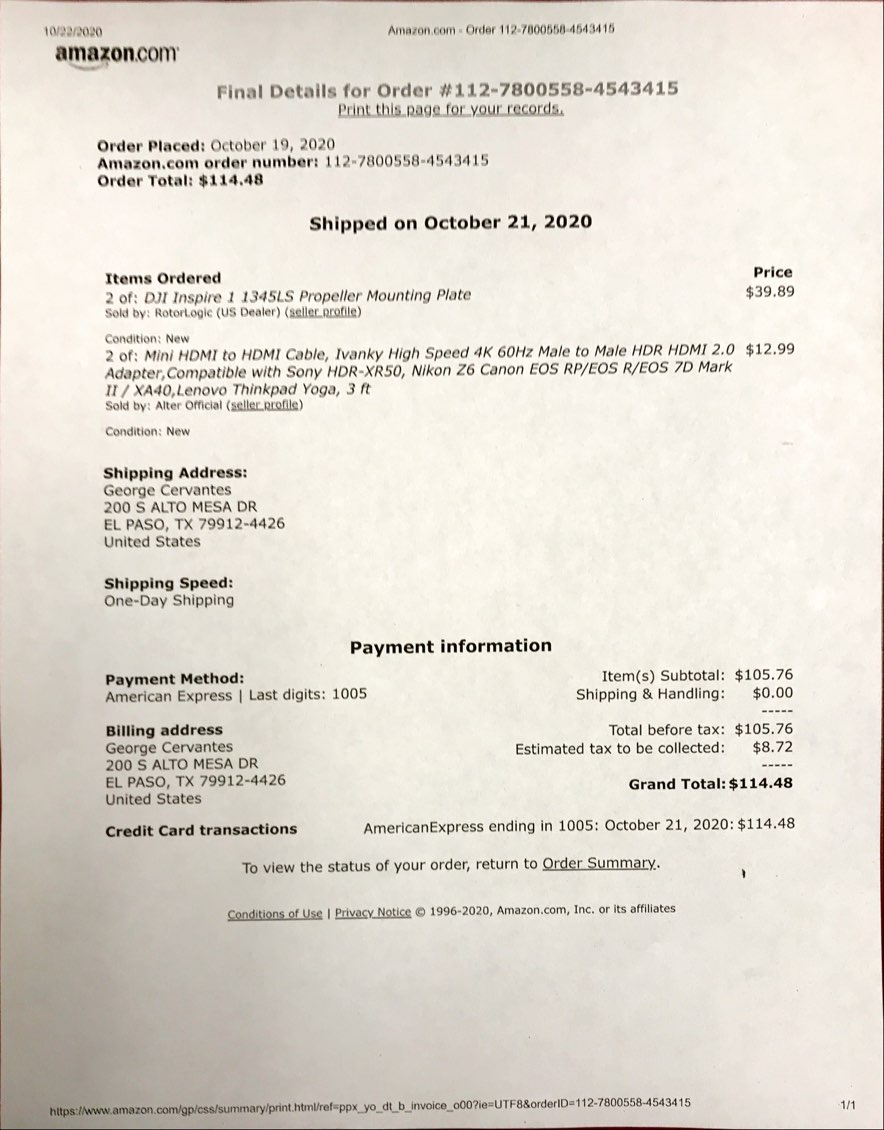 10/22/2020 Amazon.com - Order 112-7800558-4543415
amazon.com
Final Details for Order #112-7800558-4543415
Print this page for your records.
Order Placed: October 19, 2020
Amazon.com order number: 112-7800558-4543415
Order Total: $114.48
Shipped on October 21, 2020
Items Ordered Price
2 of: DJI Inspire 1 1345LS Propeller Mounting Plate $39.89
Sold by: RotorLogic (US Dealer) (seller profile)
Condition: New
2 of: Mini HDMI to HDMI Cable, Ivanky High Speed 4K 60Hz Male to Male HDR HDMI 2.0 $12.99
Adapter,Compatible with Sony HDR-XR50, Nikon Z6 Canon EOS RP/EOS R/EOS 7D Mark
II / XA40,Lenovo Thinkpad Yoga, 3 ft
Sold by: Alter Official (seller profile)
Condition: New
Shipping Address:
George Cervantes
200 S ALTO MESA DR
EL PASO, TX 79912-4426
United States
Shipping Speed:
One-Day Shipping
Payment information
Payment Method: Item(s) Subtotal: $105.76
American Express | Last digits: 1005 Shipping & Handling: $0.00
-----
Billing address Total before tax: $105.76
George Cervantes Estimated tax to be collected: $8.72
200 S ALTO MESA DR -----
EL PASO, TX 79912-4426 Grand Total: $114.48
United States
Credit Card transactions AmericanExpress ending in 1005: October 21, 2020: $114.48
To view the status of your order, return to Order Summary.
Conditions of Use | Privacy Notice © 1996-2020, Amazon.com, Inc. or its affiliates
https://www.amazon.com/gp/css/summary/print.html/ref=ppx_yo_dt_b_invoice_o00?ie=UTF8&orderID=112-7800558-4543415 1/1